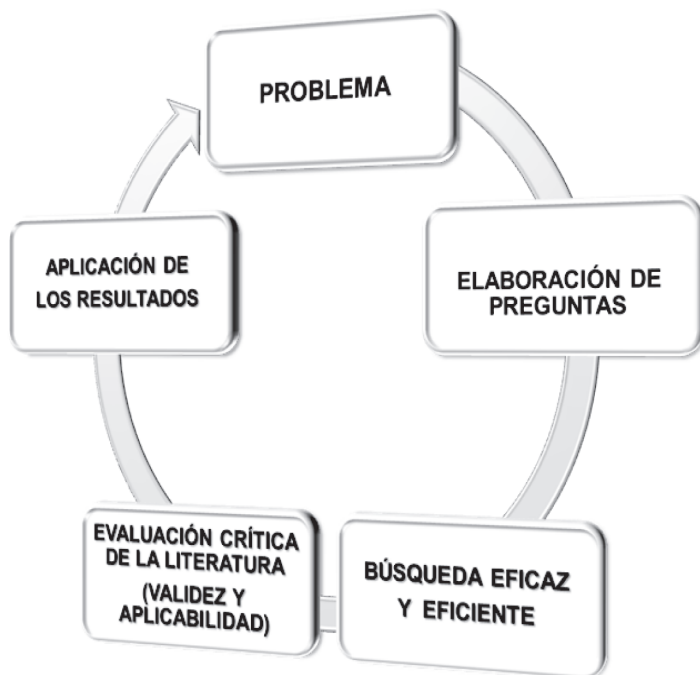 PROBLEMA
ELABORACIÓN DE
PREGUNTAS
BÚSQUEDA EFICAZ
Y EFICIENTE
EVALUACIÓN CRÍTICA
DE LA LITERATURA
(VALIDEZ Y
APLICABILIDAD)
APLICACIÓN DE
LOS RESULTADOS